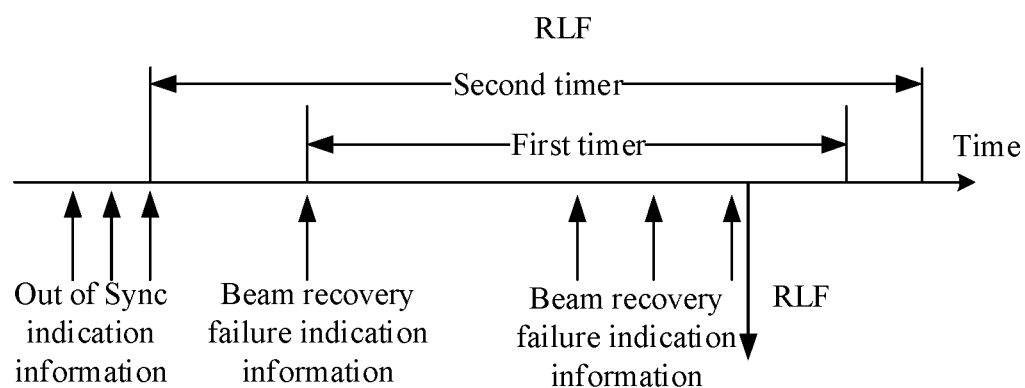 RLF
Second timer
First timer
Time
Out of Sync
indication
information
Beam recovery
failure indication
information
Beam recovery
failure indication
information
RLF